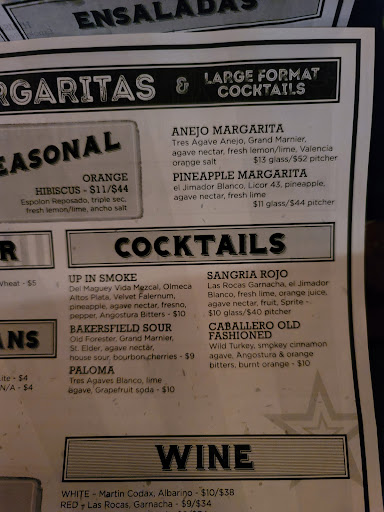 ENSALADAS
RGARITAS & LARGE FORMAT
COCKTAILS
EASONAL
ORANGE
HIBISCUS - $11/$44
Espolon Reposado, triple sec,
fresh lemon/lime, ancho salt
ANEJO MARGARITA
Tres Agave Anejo, Grand Marnier,
agave nectar, fresh lemon/lime, Valencia
orange salt $13 glass/$52 pitcher
PINEAPPLE MARGARITA
el Jimador Blanco, Licor 43, pineapple,
agave nectar, fresh lime
$11 glass/$44 pitcher
R
Wheat - $5
ANS
ite - $4
N/A - $4
COCKTAILS
UP IN SMOKE
Del Maguey Vida Mezcal, Olmeca
Altos Plata, Velvet Falernum,
pineapple, agave nectar, fresno,
pepper, Angostura Bitters - $10
BAKERSFIELD SOUR
Old Forester, Grand Marnier,
St. Elder, agave nectar,
house sour, bourbon cherries - $9
PALOMA
Tres Agaves Blanco, lime
agave, Grapefruit soda - $10
SANGRIA ROJO
Las Rocas Garnacha, el Jimador
Blanco, fresh lime, orange juice,
agave nectar, fruit, Sprite -
$10 glass/$40 pitcher
CABALLERO OLD
FASHIONED
Wild Turkey, smokey cinnamon
agave, Angostura & orange
bitters, burnt orange - $10
WINE
WHITE - Martin Codax, Albarino - $10/$38
RED - Las Rocas, Garnacha - $9/$34